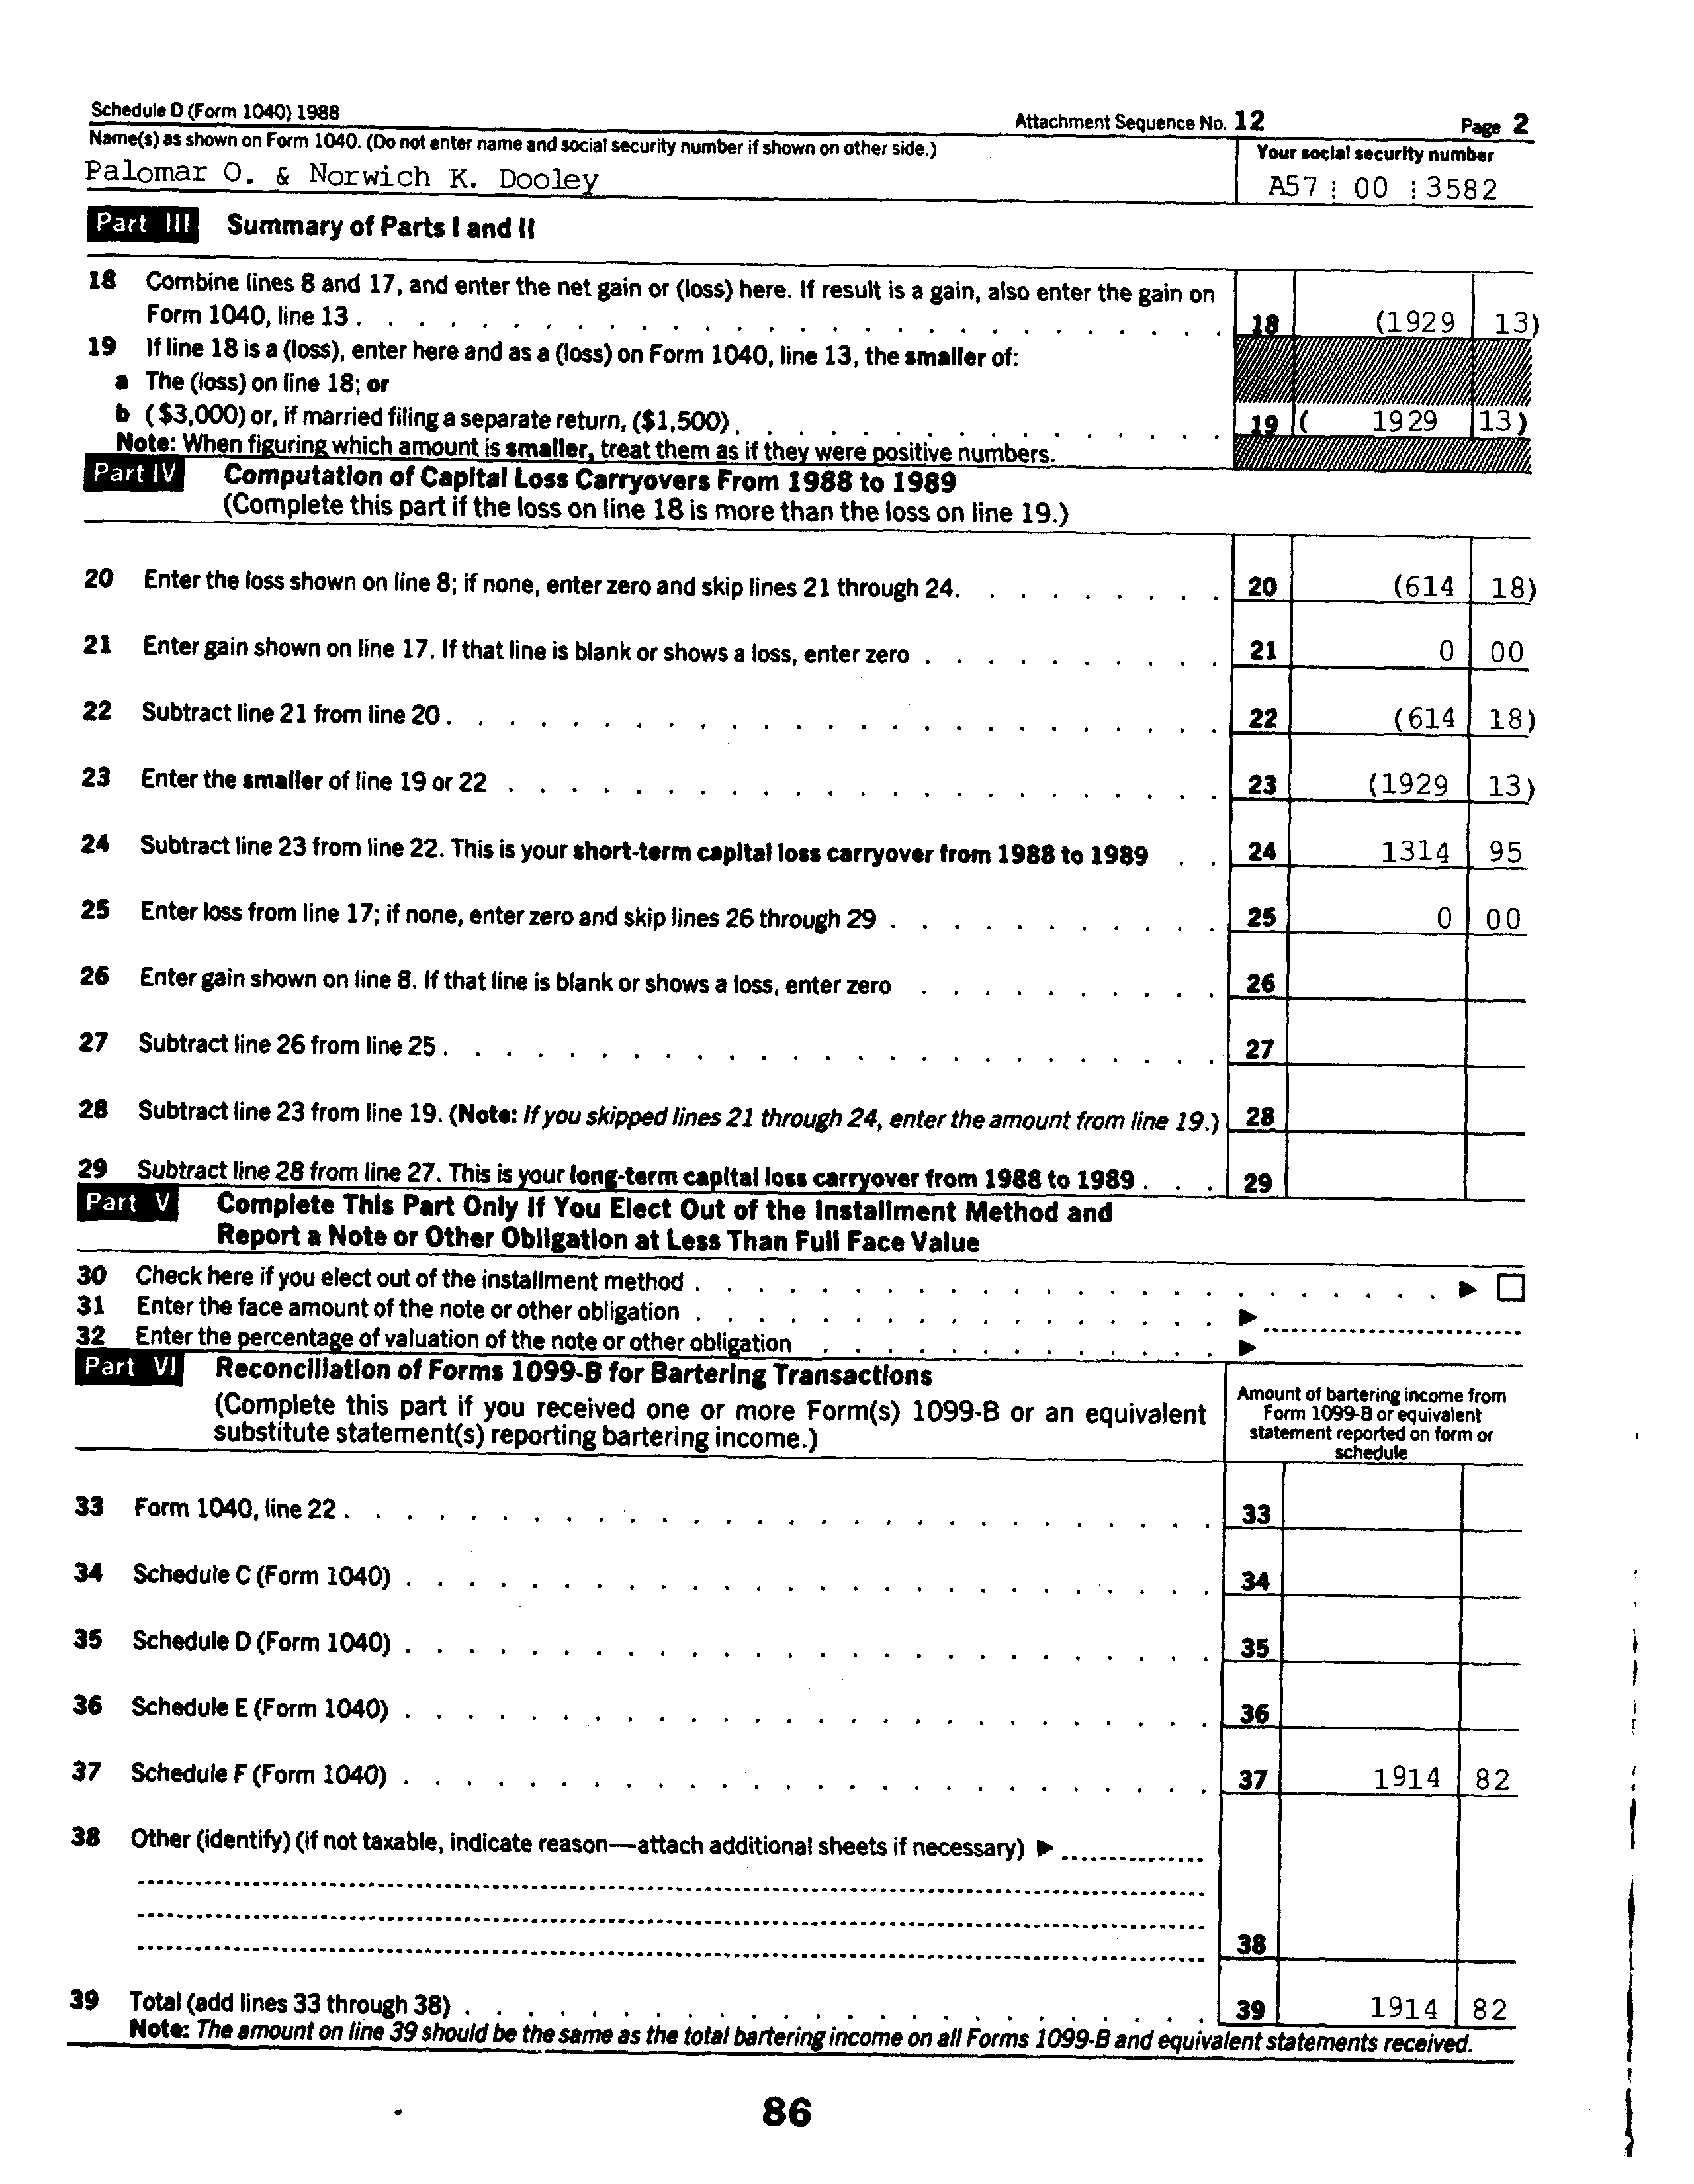 Schedule D (Form 1040) 1988 Attachment Sequence No. 12 Page 2
Name(s) as shown on Form 1040. (Do not enter name and social security number if shown on other side.) Your social security number
Palomar O. & Norwich K. Dooley A57 00 3582
Part III Summary of Parts I and II
18 Combine lines 8 and 17, and enter the net gain or (loss) here. If result is a gain, also enter the gain on
Form 1040, line 13 . . . 18 (1929 13)
19 If line 18 is a (loss), enter here and as a (loss) on Form 1040, line 13, the smaller of:
a The (loss) on line 18; or
b ($3,000) or, if married filing a separate return, ($1,500) . . . 19 ( 1929 13)
Note: When figuring which amount is smaller, treat them as if they were positive numbers.
Part IV Computation of Capital Loss Carryovers From 1988 to 1989
(Complete this part if the loss on line 18 is more than the loss on line 19.)
20 Enter the loss shown on line 8; if none, enter zero and skip lines 21 through 24. . . . 20 (614 18)
21 Enter gain shown on line 17. If that line is blank or shows a loss, enter zero . . . 21 0 00
22 Subtract line 21 from line 20 . . . 22 (614 18)
23 Enter the smaller of line 19 or 22 . . . 23 (1929 13)
24 Subtract line 23 from line 22. This is your short-term capital loss carryover from 1988 to 1989 . . 24 1314 95
25 Enter loss from line 17; if none, enter zero and skip lines 26 through 29 . . . 25 0 00
26 Enter gain shown on line 8. If that line is blank or shows a loss, enter zero . . . 26
27 Subtract line 26 from line 25 . . . 27
28 Subtract line 23 from line 19. (Note: If you skipped lines 21 through 24, enter the amount from line 19.) 28
29 Subtract line 28 from line 27. This is your long-term capital loss carryover from 1988 to 1989 . . . 29
Part V Complete This Part Only If You Elect Out of the Installment Method and
Report a Note or Other Obligation at Less Than Full Face Value
30 Check here if you elect out of the installment method . . . ▶ ☐
31 Enter the face amount of the note or other obligation . . . ▶
32 Enter the percentage of valuation of the note or other obligation . . . ▶
Part VI Reconciliation of Forms 1099-B for Bartering Transactions
(Complete this part if you received one or more Form(s) 1099-B or an equivalent
substitute statement(s) reporting bartering income.)
Amount of bartering income from
Form 1099-B or equivalent
statement reported on form or
schedule
33 Form 1040, line 22 . . . 33
34 Schedule C (Form 1040) . . . 34
35 Schedule D (Form 1040) . . . 35
36 Schedule E (Form 1040) . . . 36
37 Schedule F (Form 1040) . . . 37 1914 82
38 Other (identify) (if not taxable, indicate reason—attach additional sheets if necessary) ▶
38
39 Total (add lines 33 through 38) . . . 39 1914 82
Note: The amount on line 39 should be the same as the total bartering income on all Forms 1099-B and equivalent statements received.
86